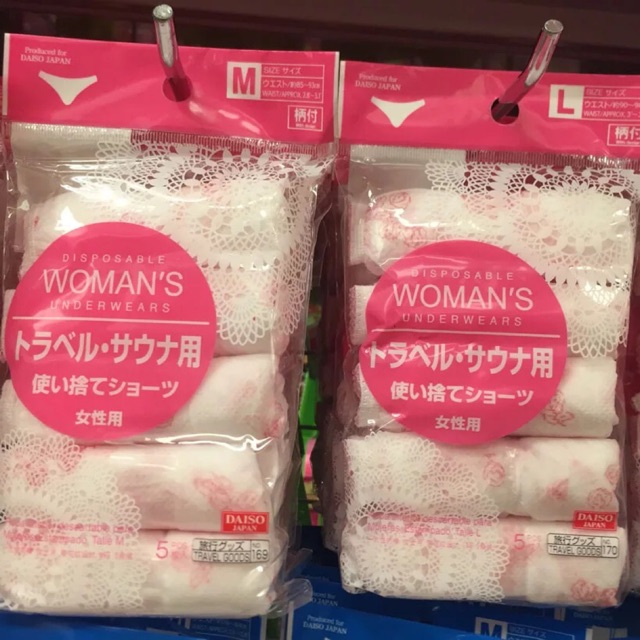 Produced for
DAISO JAPAN
M
SIZE サイズ
柄付
DISPOSABLE
WOMAN'S
UNDERWEARS
トラベル・サウナ用
使い捨てショーツ
女性用
DAISO
JAPAN
5
旅行グッズ
TRAVEL GOODS
169
Produced for
DAISO JAPAN
L
SIZE サイズ
柄付
DISPOSABLE
WOMAN'S
UNDERWEARS
トラベル・サウナ用
使い捨てショーツ
女性用
DAISO
JAPAN
5
旅行グッズ
TRAVEL GOODS
170